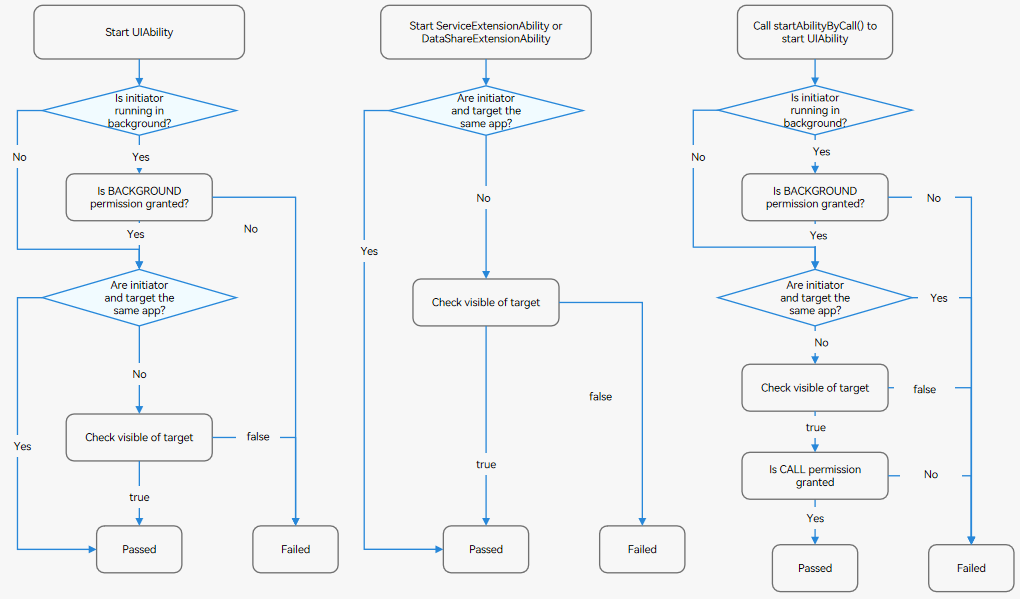 Start UIAbility
Is initiator
running in
background?
No
Yes
Is BACKGROUND
permission granted?
Yes
No
Are initiator
and target the
same app?
No
Yes
Check visible of target
false
true
Passed
Failed
Start ServiceExtensionAbility or
DataShareExtensionAbility
Are initiator
and target the
same app?
No
Yes
Check visible of target
false
true
Passed
Failed
Call startAbilityByCall() to
start UIAbility
Is initiator
running in
background?
No
Yes
Is BACKGROUND
permission granted?
No
Yes
Are initiator
and target the
same app?
Yes
No
Check visible of target
false
true
Is CALL permission
granted
No
Yes
Passed
Failed